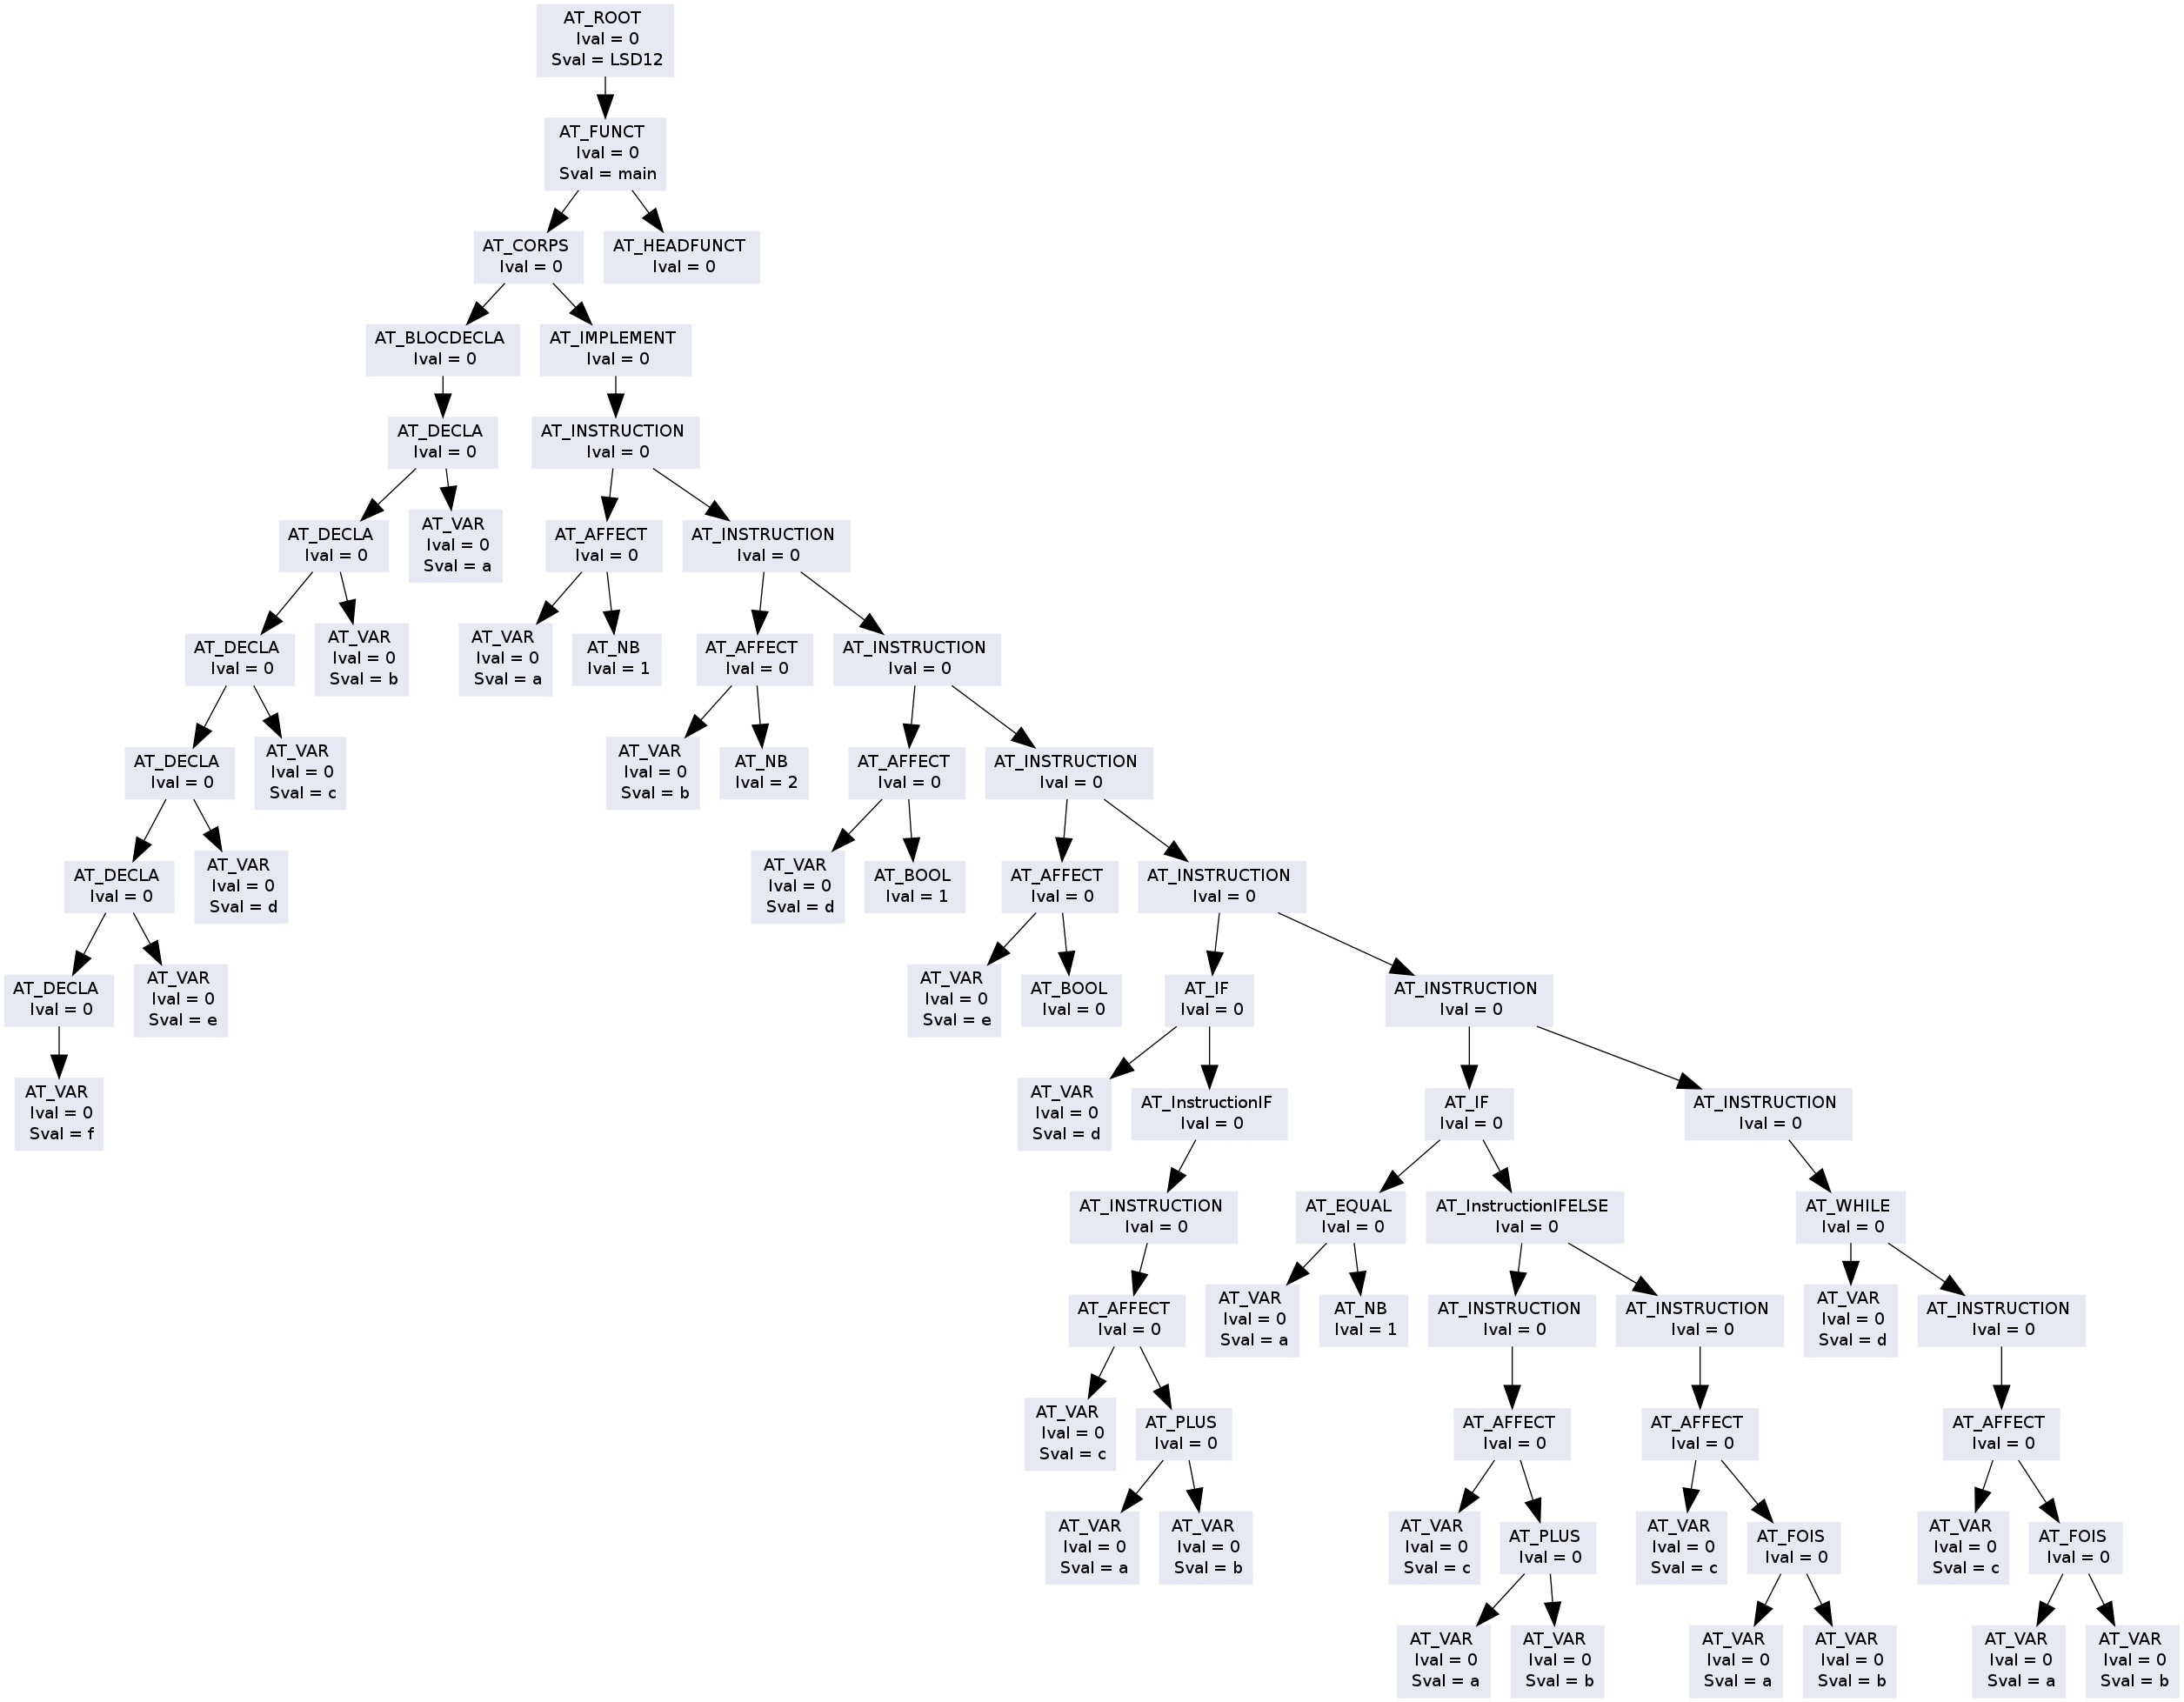 AT_ROOT
Ival = 0
Sval = LSD12
AT_FUNCT
Ival = 0
Sval = main
AT_CORPS
Ival = 0
AT_HEADFUNCT
Ival = 0
AT_BLOCDECLA
Ival = 0
AT_IMPLEMENT
Ival = 0
AT_DECLA
Ival = 0
AT_INSTRUCTION
Ival = 0
AT_DECLA
Ival = 0
AT_VAR
Ival = 0
Sval = a
AT_AFFECT
Ival = 0
AT_INSTRUCTION
Ival = 0
AT_DECLA
Ival = 0
AT_VAR
Ival = 0
Sval = b
AT_VAR
Ival = 0
Sval = a
AT_NB
Ival = 1
AT_AFFECT
Ival = 0
AT_INSTRUCTION
Ival = 0
AT_DECLA
Ival = 0
AT_VAR
Ival = 0
Sval = c
AT_VAR
Ival = 0
Sval = b
AT_NB
Ival = 2
AT_AFFECT
Ival = 0
AT_INSTRUCTION
Ival = 0
AT_DECLA
Ival = 0
AT_VAR
Ival = 0
Sval = d
AT_VAR
Ival = 0
Sval = d
AT_BOOL
Ival = 1
AT_AFFECT
Ival = 0
AT_INSTRUCTION
Ival = 0
AT_DECLA
Ival = 0
AT_VAR
Ival = 0
Sval = e
AT_VAR
Ival = 0
Sval = e
AT_BOOL
Ival = 0
AT_IF
Ival = 0
AT_INSTRUCTION
Ival = 0
AT_VAR
Ival = 0
Sval = f
AT_VAR
Ival = 0
Sval = d
AT_InstructionIF
Ival = 0
AT_IF
Ival = 0
AT_INSTRUCTION
Ival = 0
AT_INSTRUCTION
Ival = 0
AT_EQUAL
Ival = 0
AT_InstructionIFELSE
Ival = 0
AT_WHILE
Ival = 0
AT_AFFECT
Ival = 0
AT_VAR
Ival = 0
Sval = a
AT_NB
Ival = 1
AT_INSTRUCTION
Ival = 0
AT_INSTRUCTION
Ival = 0
AT_VAR
Ival = 0
Sval = d
AT_INSTRUCTION
Ival = 0
AT_VAR
Ival = 0
Sval = c
AT_PLUS
Ival = 0
AT_AFFECT
Ival = 0
AT_AFFECT
Ival = 0
AT_AFFECT
Ival = 0
AT_VAR
Ival = 0
Sval = a
AT_VAR
Ival = 0
Sval = b
AT_VAR
Ival = 0
Sval = c
AT_PLUS
Ival = 0
AT_VAR
Ival = 0
Sval = c
AT_FOIS
Ival = 0
AT_VAR
Ival = 0
Sval = c
AT_FOIS
Ival = 0
AT_VAR
Ival = 0
Sval = a
AT_VAR
Ival = 0
Sval = b
AT_VAR
Ival = 0
Sval = a
AT_VAR
Ival = 0
Sval = b
AT_VAR
Ival = 0
Sval = a
AT_VAR
Ival = 0
Sval = b